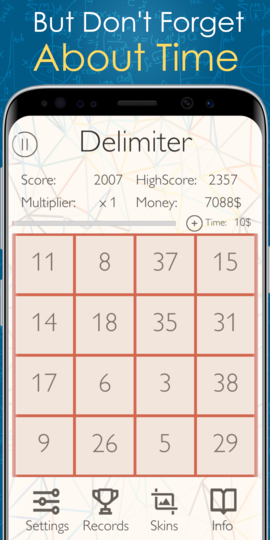 But Don't Forget
About Time
Delimiter
Score: 2007 HighScore: 2357
Multiplier: x 1 Money: 7088$
+ Time: 10$
11 8 37 15
14 18 35 31
17 6 3 38
9 26 5 29
Settings Records Skins Info